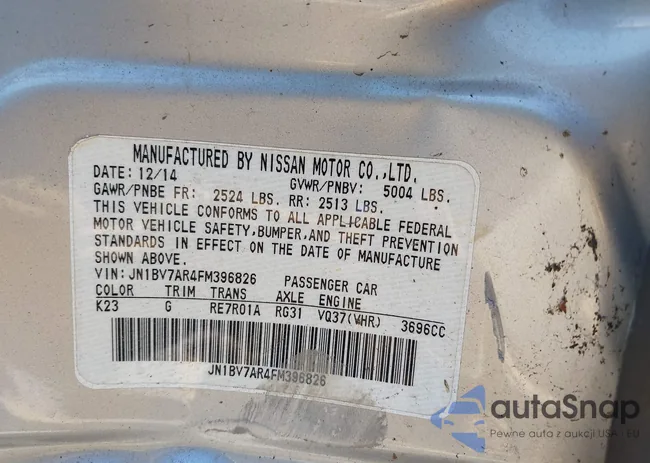 MANUFACTURED BY NISSAN MOTOR CO.,LTD.
DATE: 12/14 GVWR/PNBV: 5004 LBS.
GAWR/PNBE FR: 2524 LBS. RR: 2513 LBS.
THIS VEHICLE CONFORMS TO ALL APPLICABLE FEDERAL
MOTOR VEHICLE SAFETY,BUMPER,AND THEFT PREVENTION
STANDARDS IN EFFECT ON THE DATE OF MANUFACTURE
SHOWN ABOVE.
VIN:JN1BV7AR4FM396826 PASSENGER CAR
COLOR TRIM TRANS AXLE ENGINE
K23 G RE7R01A RG31 VQ37(VHR) 3696CC
JN1BV7AR4FM396826
autaSnap
Pewne auta z aukcji USA - EU